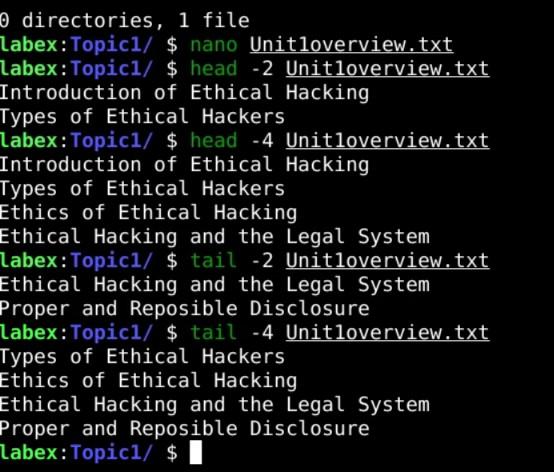 0 directories, 1 file
labex:Topic1/ $ nano Unit1overview.txt
labex:Topic1/ $ head -2 Unit1overview.txt
Introduction of Ethical Hacking
Types of Ethical Hackers
labex:Topic1/ $ head -4 Unit1overview.txt
Introduction of Ethical Hacking
Types of Ethical Hackers
Ethics of Ethical Hacking
Ethical Hacking and the Legal System
labex:Topic1/ $ tail -2 Unit1overview.txt
Ethical Hacking and the Legal System
Proper and Reposible Disclosure
labex:Topic1/ $ tail -4 Unit1overview.txt
Types of Ethical Hackers
Ethics of Ethical Hacking
Ethical Hacking and the Legal System
Proper and Reposible Disclosure
labex:Topic1/ $